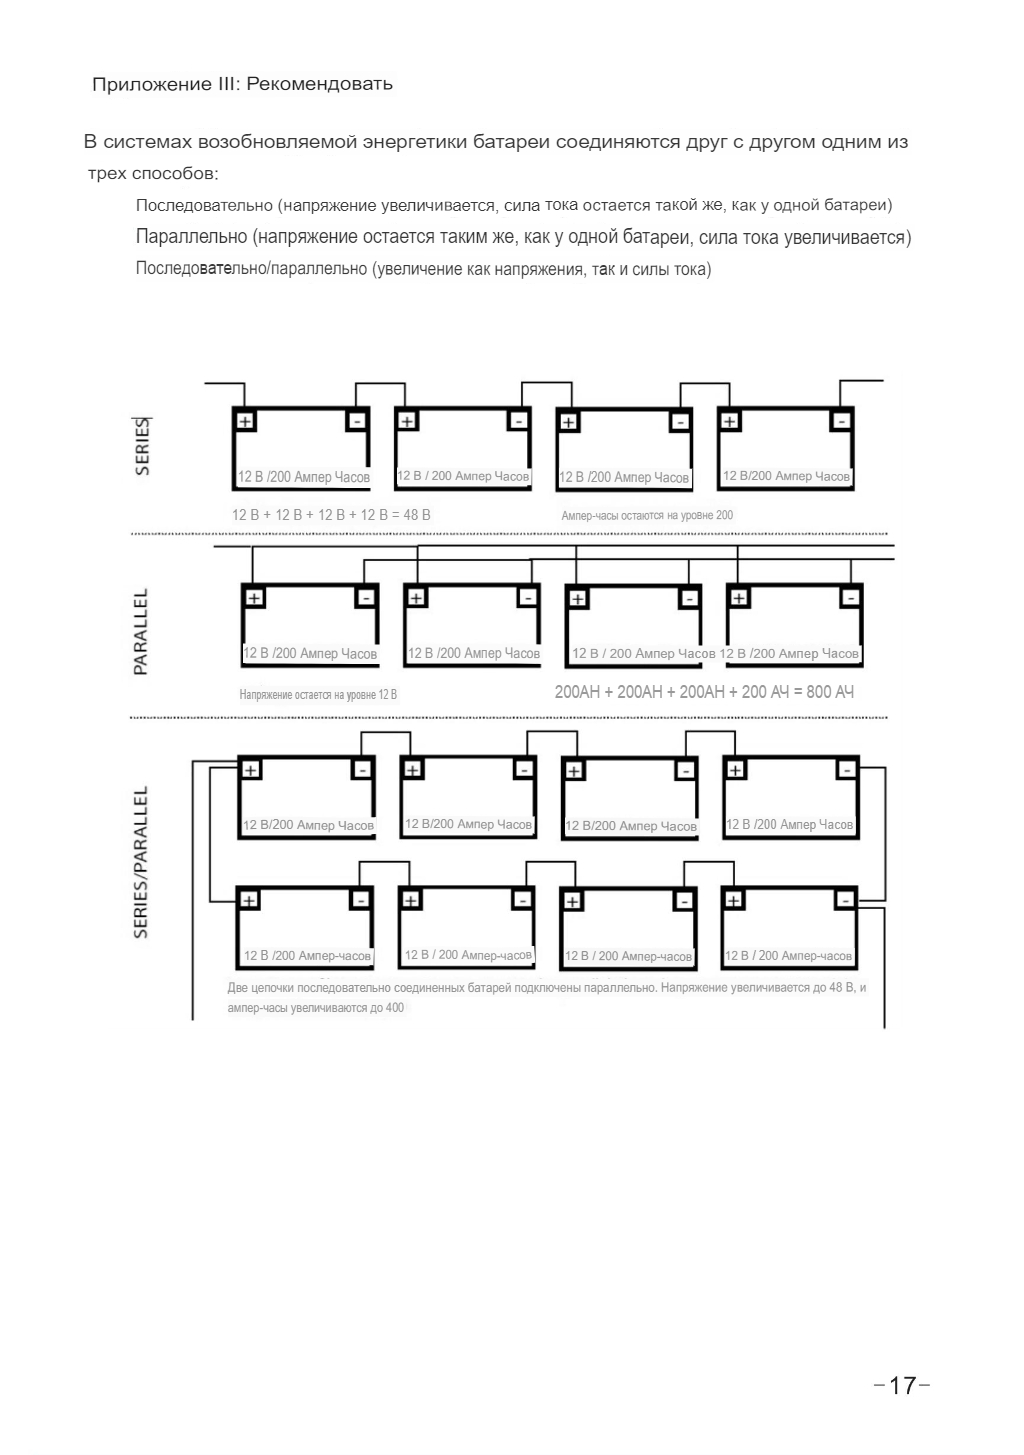 Приложение III: Рекомендовать
В системах возобновляемой энергетики батареи соединяются друг с другом одним из
трех способов:
Последовательно (напряжение увеличивается, сила тока остается такой же, как у одной батареи)
Параллельно (напряжение остается таким же, как у одной батареи, сила тока увеличивается)
Последовательно/параллельно (увеличение как напряжения, так и силы тока)
SERIES
+ - + - + - + -
12 В /200 Ампер Часов 12 В / 200 Ампер Часов 12 В /200 Ампер Часов 12 В/200 Ампер Часов
12 В + 12 В + 12 В + 12 В = 48 В Ампер-часы остаются на уровне 200
PARALLEL
+ - + - + - + -
12 В /200 Ампер Часов 12 В /200 Ампер Часов 12 В / 200 Ампер Часов 12 В /200 Ампер Часов
Напряжение остается на уровне 12 В 200AH + 200AH + 200AH + 200 АЧ = 800 АЧ
SERIES/PARALLEL
+ - + - + - + -
12 В/200 Ампер Часов 12 В/200 Ампер Часов 12 В/200 Ампер Часов 12 В /200 Ампер Часов
+ - + - + - + -
12 В /200 Ампер-часов 12 В / 200 Ампер-часов 12 В / 200 Ампер-часов 12 В / 200 Ампер-часов
Две цепочки последовательно соединенных батарей подключены параллельно. Напряжение увеличивается до 48 В, и
ампер-часы увеличиваются до 400
-17-